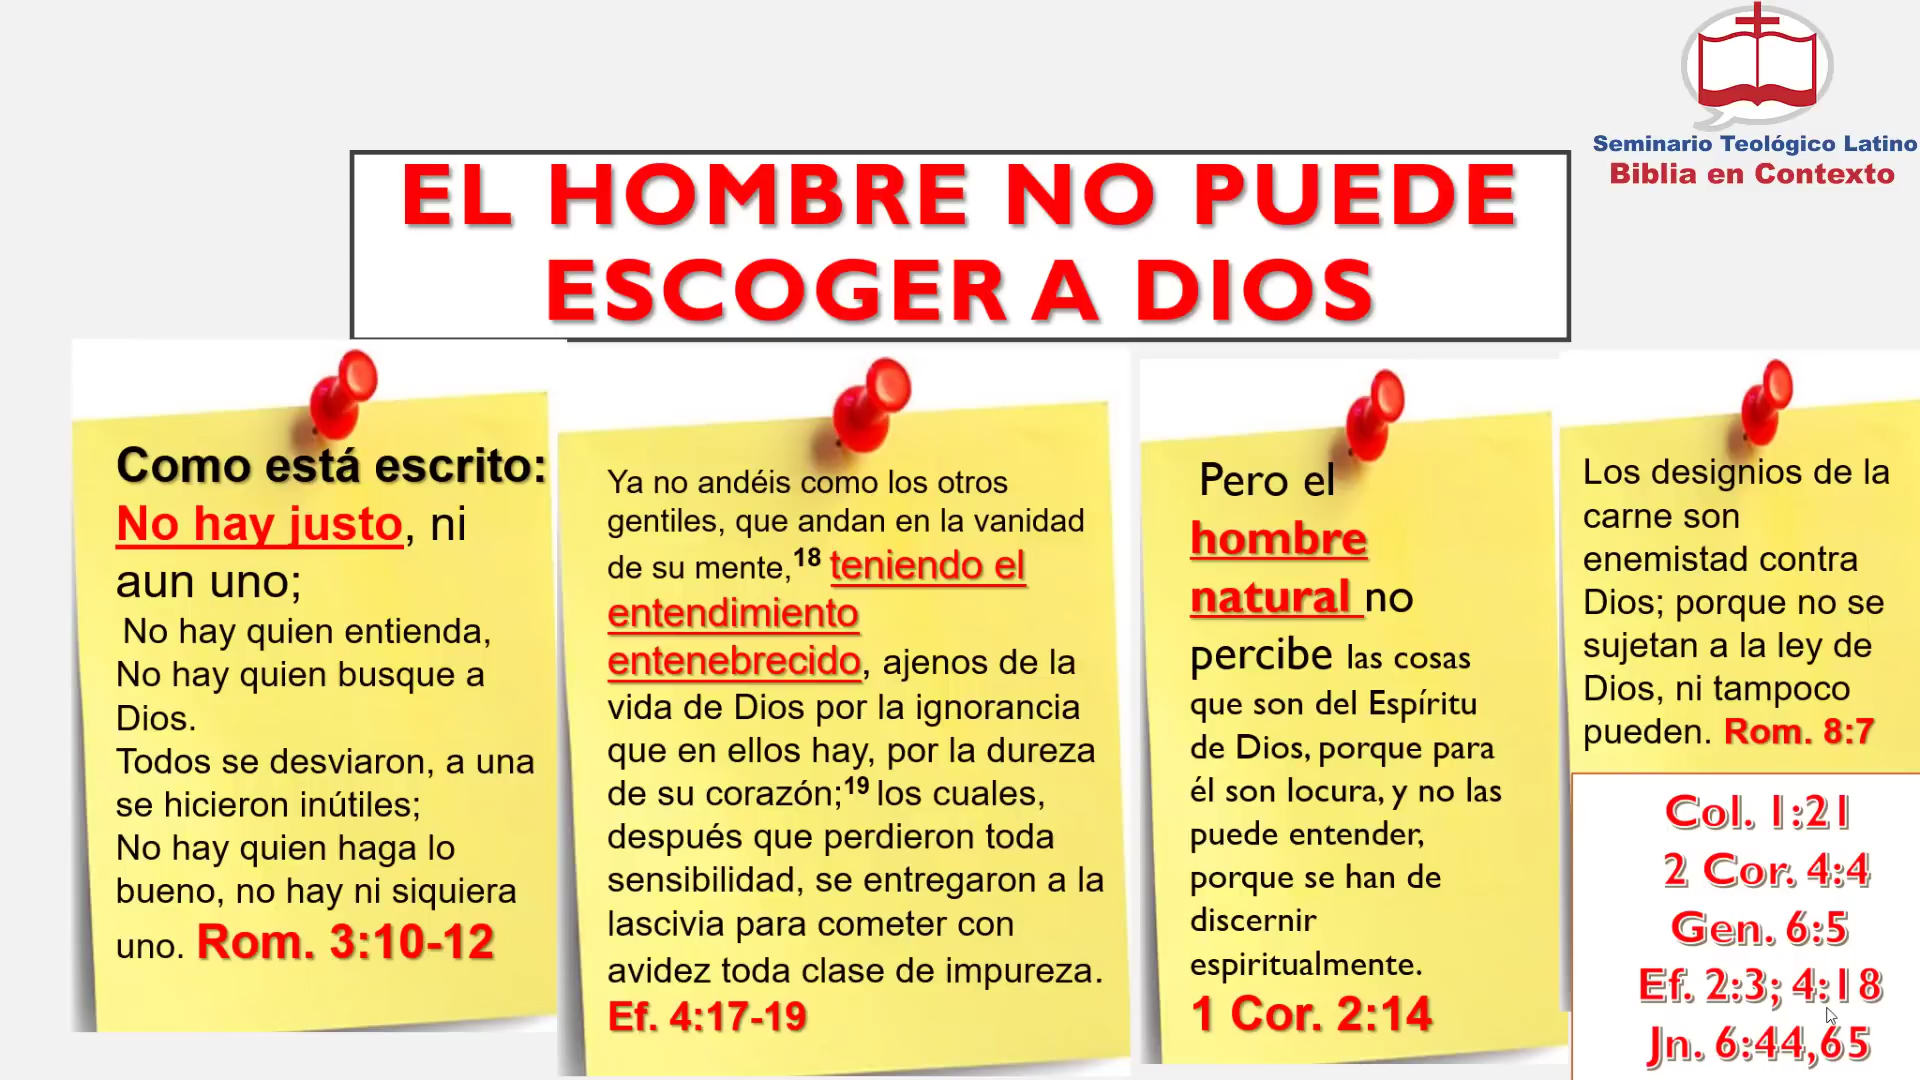 Seminario Teológico Latino
Biblia en Contexto
EL HOMBRE NO PUEDE
ESCOGER A DIOS
Como está escrito:
No hay justo, ni
aun uno;
No hay quien entienda,
No hay quien busque a
Dios.
Todos se desviaron, a una
se hicieron inútiles;
No hay quien haga lo
bueno, no hay ni siquiera
uno. Rom. 3:10-12
Ya no andéis como los otros
gentiles, que andan en la vanidad
de su mente,18 teniendo el
entendimiento
entenebrecido, ajenos de la
vida de Dios por la ignorancia
que en ellos hay, por la dureza
de su corazón;19 los cuales,
después que perdieron toda
sensibilidad, se entregaron a la
lascivia para cometer con
avidez toda clase de impureza.
Ef. 4:17-19
Pero el
hombre
natural no
percibe las cosas
que son del Espíritu
de Dios, porque para
él son locura, y no las
puede entender,
porque se han de
discernir
espiritualmente.
1 Cor. 2:14
Los designios de la
carne son
enemistad contra
Dios; porque no se
sujetan a la ley de
Dios, ni tampoco
pueden. Rom. 8:7
Col. 1:21
2 Cor. 4:4
Gen. 6:5
Ef. 2:3; 4:18
Jn. 6:44,65